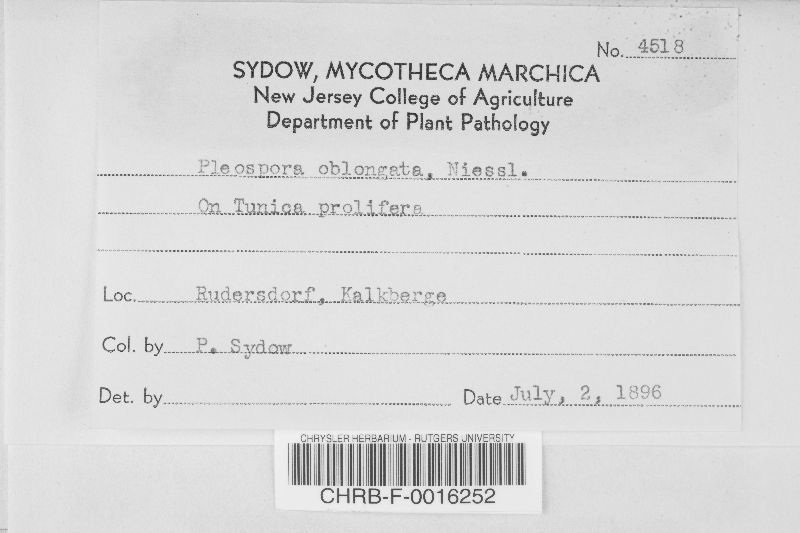 No. 4518
SYDOW, MYCOTHECA MARCHICA
New Jersey College of Agriculture
Department of Plant Pathology
Pleospora oblongata, Niessl.
On Tunica prolifera
Loc. Rudersdorf, Kalkberge
Col. by P. Sydow
Det. by
Date July, 2, 1896
CHRYSLER HERBARIUM - RUTGERS UNIVERSITY
CHRB-F-0016252